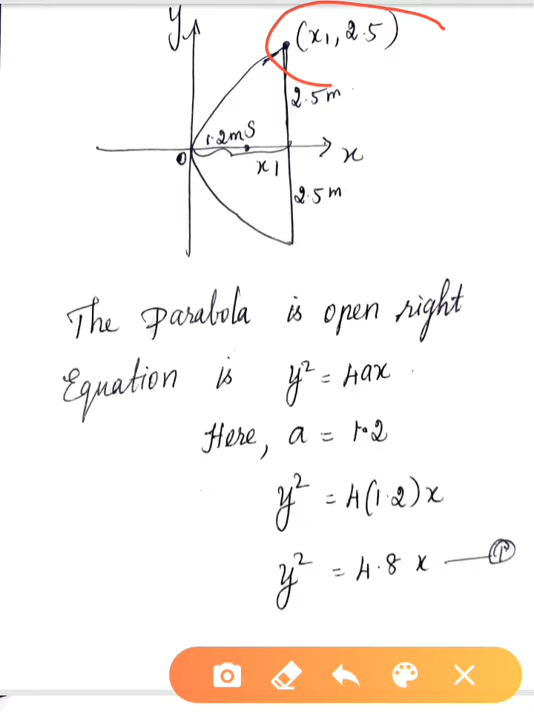 y
(x1, 2.5)
2.5m
1.2m S
0
x1
x
2.5m
The Parabola is open right
Equation is y² = 4ax
Here, a = 1.2
y² = 4(1.2)x
y² = 4.8 x — ①